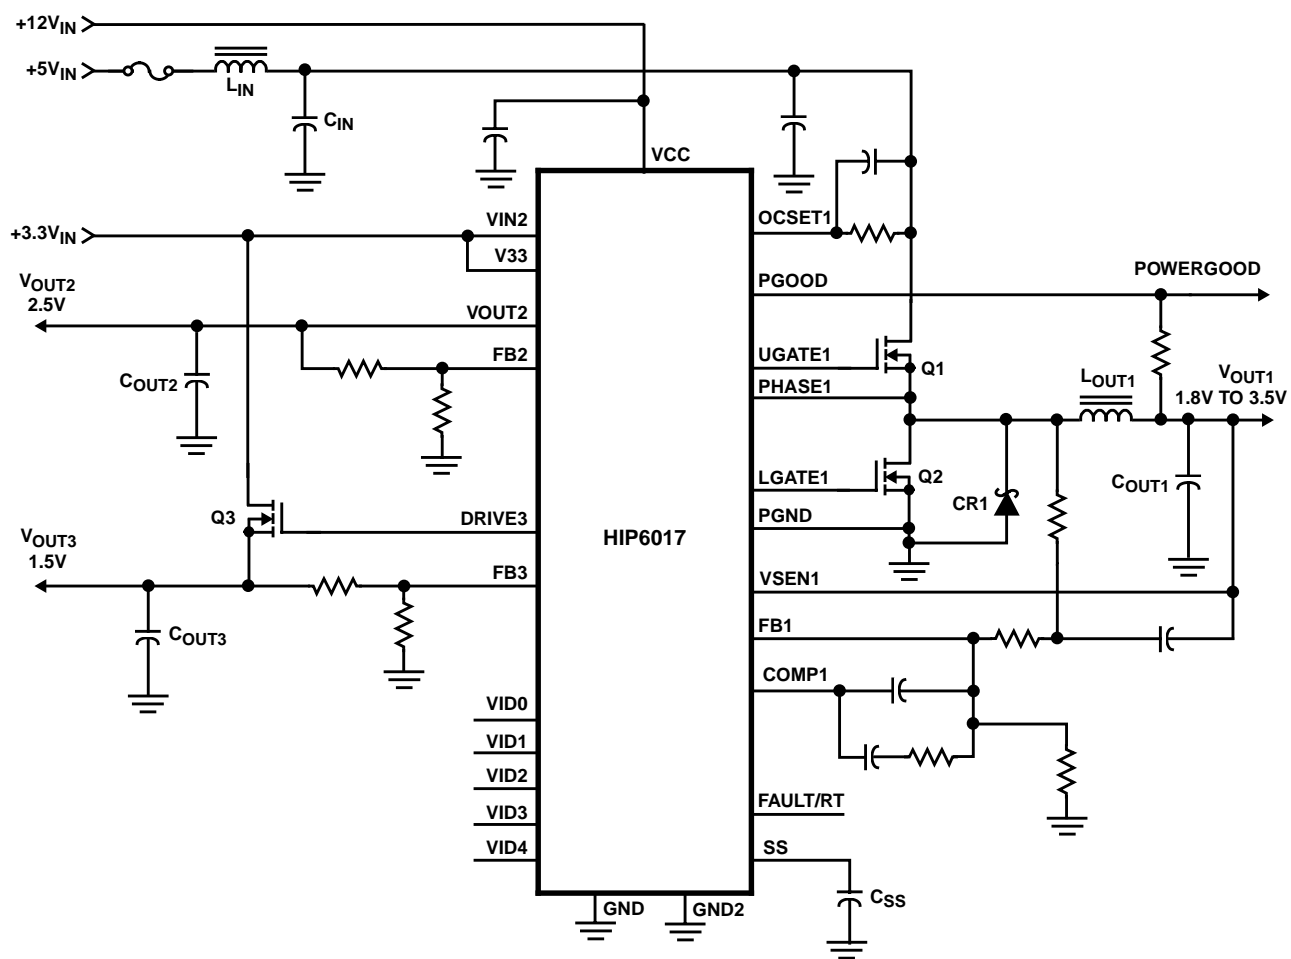 +12VIN
+5VIN
LIN
CIN
VCC
+3.3VIN
VIN2
V33
VOUT2
2.5V
VOUT2
FB2
COUT2
Q3
DRIVE3
VOUT3
1.5V
FB3
COUT3
VID0
VID1
VID2
VID3
VID4
HIP6017
GND
GND2
OCSET1
PGOOD
POWERGOOD
UGATE1
Q1
PHASE1
LOUT1
VOUT1
1.8V TO 3.5V
LGATE1
Q2
CR1
COUT1
PGND
VSEN1
FB1
COMP1
FAULT/RT
SS
CSS